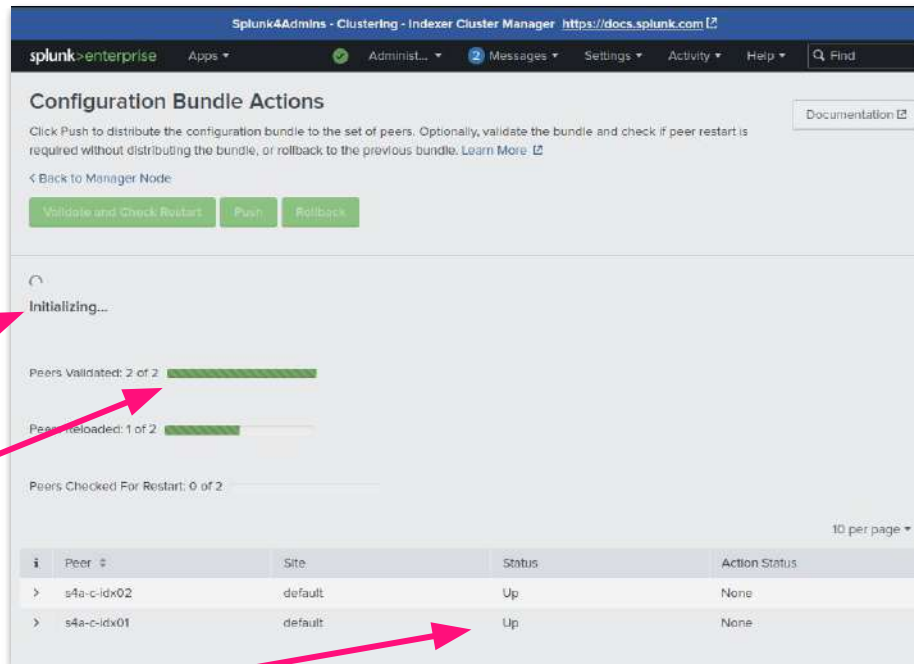 Splunk4Admins - Clustering - Indexer Cluster Manager https://docs.splunk.com
splunk>enterprise Apps Administ... 2 Messages Settings Activity Help Find
Configuration Bundle Actions
Documentation
Click Push to distribute the configuration bundle to the set of peers. Optionally, validate the bundle and check if peer restart is
required without distributing the bundle, or rollback to the previous bundle. Learn More
< Back to Manager Node
Validate and Check Restart Push Rollback
Initializing...
Peers Validated: 2 of 2
Peers Reloaded: 1 of 2
Peers Checked For Restart: 0 of 2
10 per page
i Peer Site Status Action Status
> s4a-c-idx02 default Up None
> s4a-c-idx01 default Up None